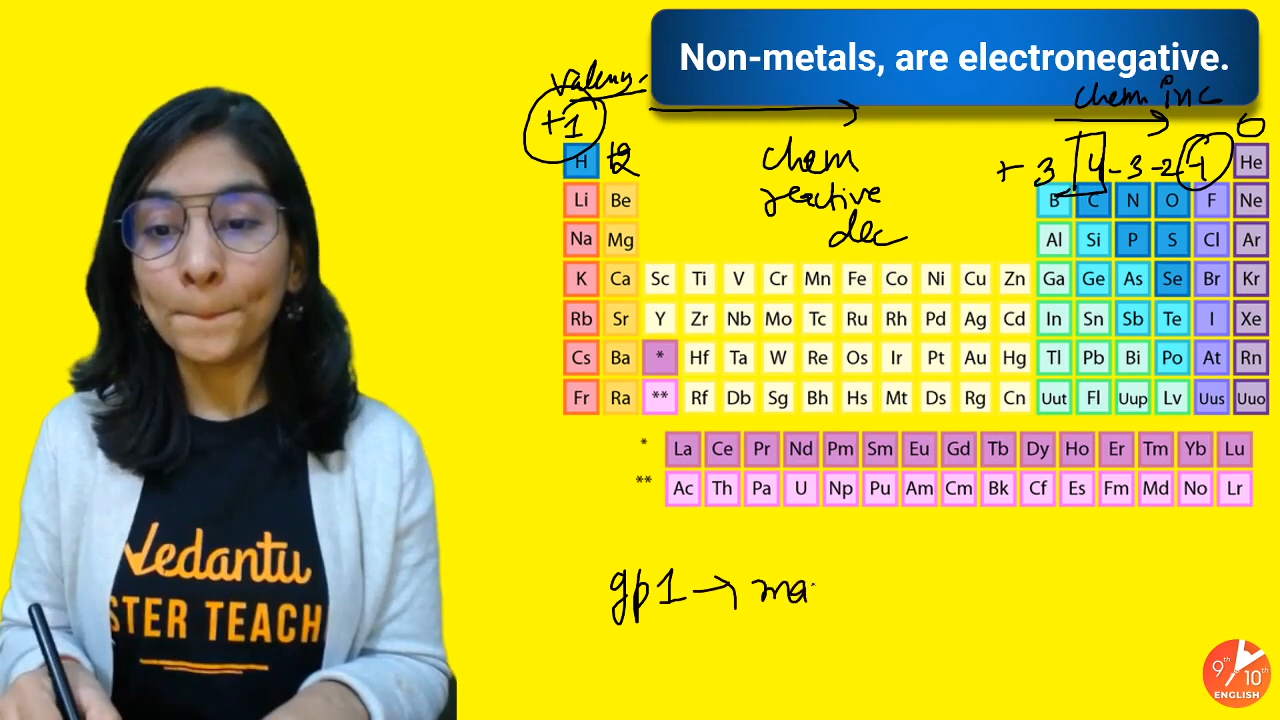 Non-metals, are electronegative.
valency
chem inc
+1
0
H +2 chem + 3 4 -3 -2 -1 He
reactive
Li Be B C N O F Ne
dec
Na Mg Al Si P S Cl Ar
K Ca Sc Ti V Cr Mn Fe Co Ni Cu Zn Ga Ge As Se Br Kr
Rb Sr Y Zr Nb Mo Tc Ru Rh Pd Ag Cd In Sn Sb Te I Xe
Cs Ba * Hf Ta W Re Os Ir Pt Au Hg Tl Pb Bi Po At Rn
Fr Ra ** Rf Db Sg Bh Hs Mt Ds Rg Cn Uut Fl Uup Lv Uus Uuo
* La Ce Pr Nd Pm Sm Eu Gd Tb Dy Ho Er Tm Yb Lu
** Ac Th Pa U Np Pu Am Cm Bk Cf Es Fm Md No Lr
Vedantu
STER TEACH
gp1 → ma
9th 10th
ENGLISH